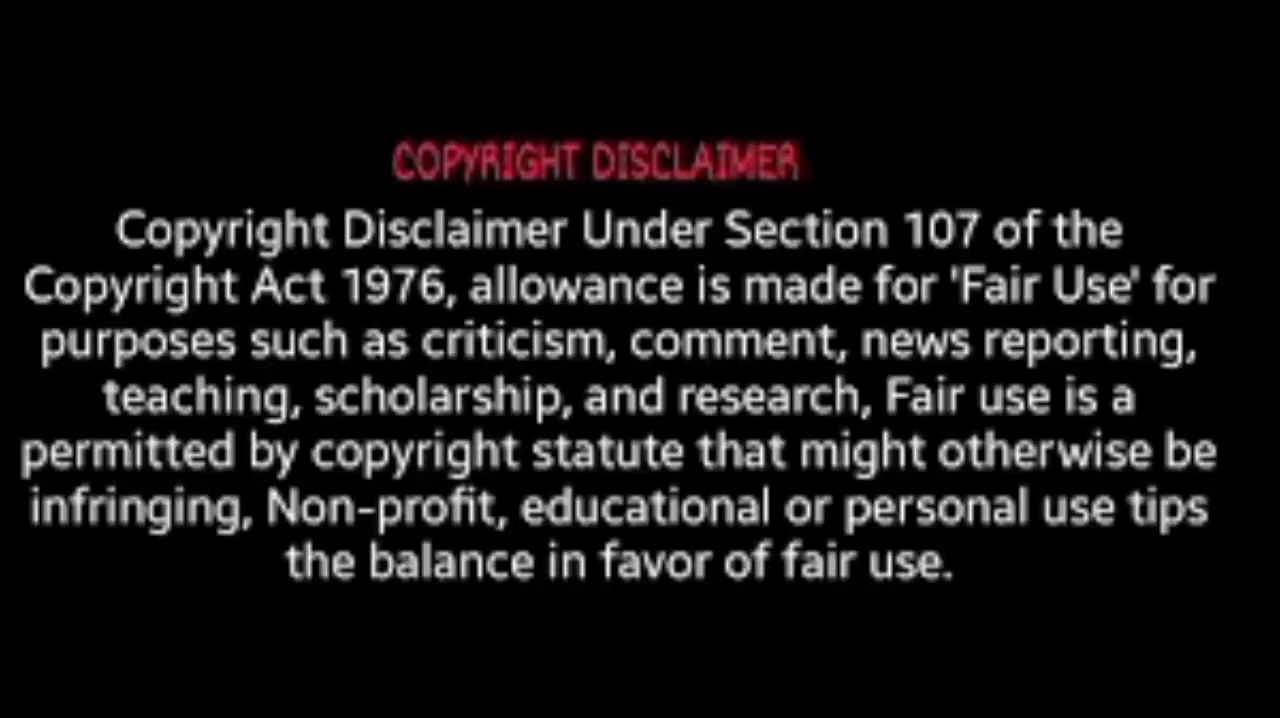 COPYRIGHT DISCLAIMER
Copyright Disclaimer Under Section 107 of the
Copyright Act 1976, allowance is made for 'Fair Use' for
purposes such as criticism, comment, news reporting,
teaching, scholarship, and research, Fair use is a
permitted by copyright statute that might otherwise be
infringing, Non-profit, educational or personal use tips
the balance in favor of fair use.